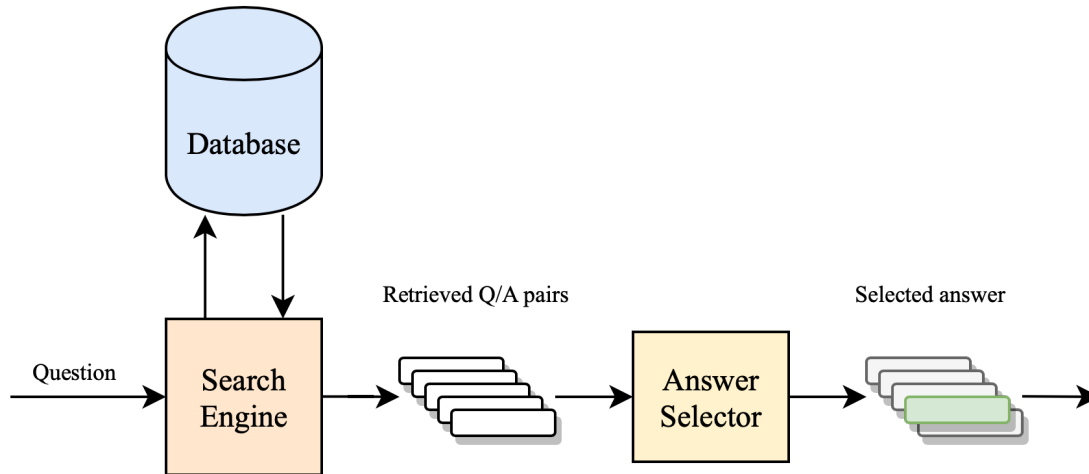 Database
Retrieved Q/A pairs
Selected answer
Question
Search
Engine
Answer
Selector